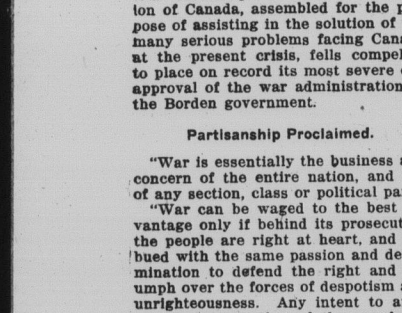 ion of Canada, assembled for the p
pose of assisting in the solution of
many serious problems facing Cana
at the present crisis, fells compel
to place on record its most severe
approval of the war administration
the Borden government.
Partisanship Proclaimed.
"War is essentially the business
concern of the entire nation, and
of any section, class or political pa
"War can be waged to the best
vantage only if behind its prosecut
the people are right at heart, and
bued with the same passion and de
mination to defend the right and
umph over the forces of despotism
unrighteousness. Any intent to a